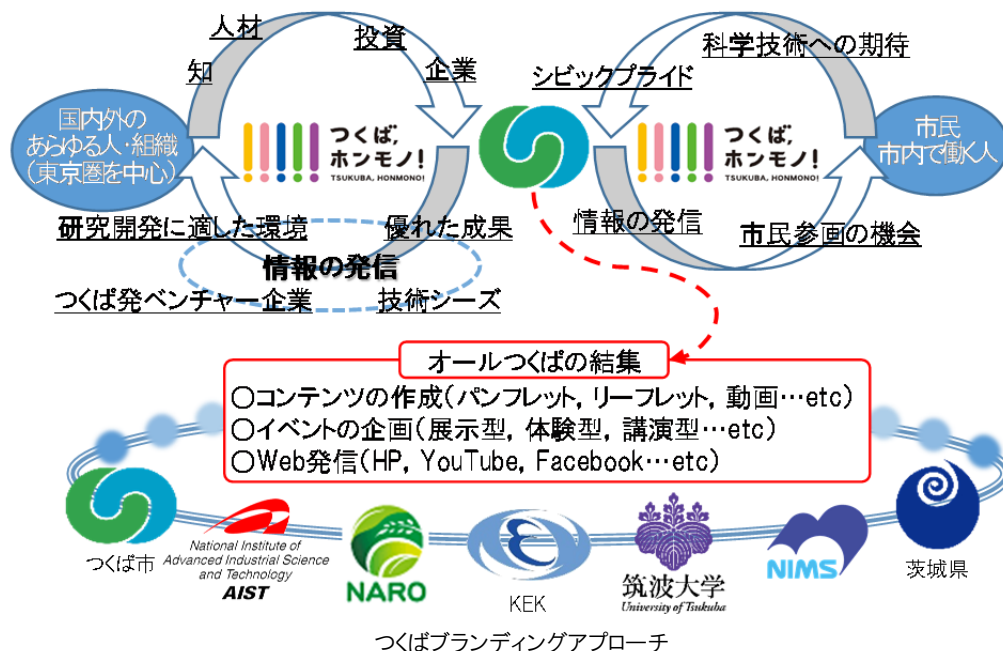 人材
知
投資
企業
シビックプライド
科学技術への期待
国内外の
あらゆる人・組織
(東京圏を中心)
つくば,
ホンモノ!
TSUKUBA, HONMONO!
つくば,
ホンモノ!
TSUKUBA, HONMONO!
市民
市内で働く人
研究開発に適した環境
優れた成果
情報の発信
つくば発ベンチャー企業
技術シーズ
情報の発信
市民参画の機会
オールつくばの結集
○コンテンツの作成(パンフレット, リーフレット, 動画…etc)
○イベントの企画(展示型, 体験型, 講演型…etc)
○Web発信(HP, YouTube, Facebook…etc)
つくば市
National Institute of
Advanced Industrial Science
and Technology
AIST
NARO
KEK
筑波大学
University of Tsukuba
NIMS
茨城県
つくばブランディングアプローチ